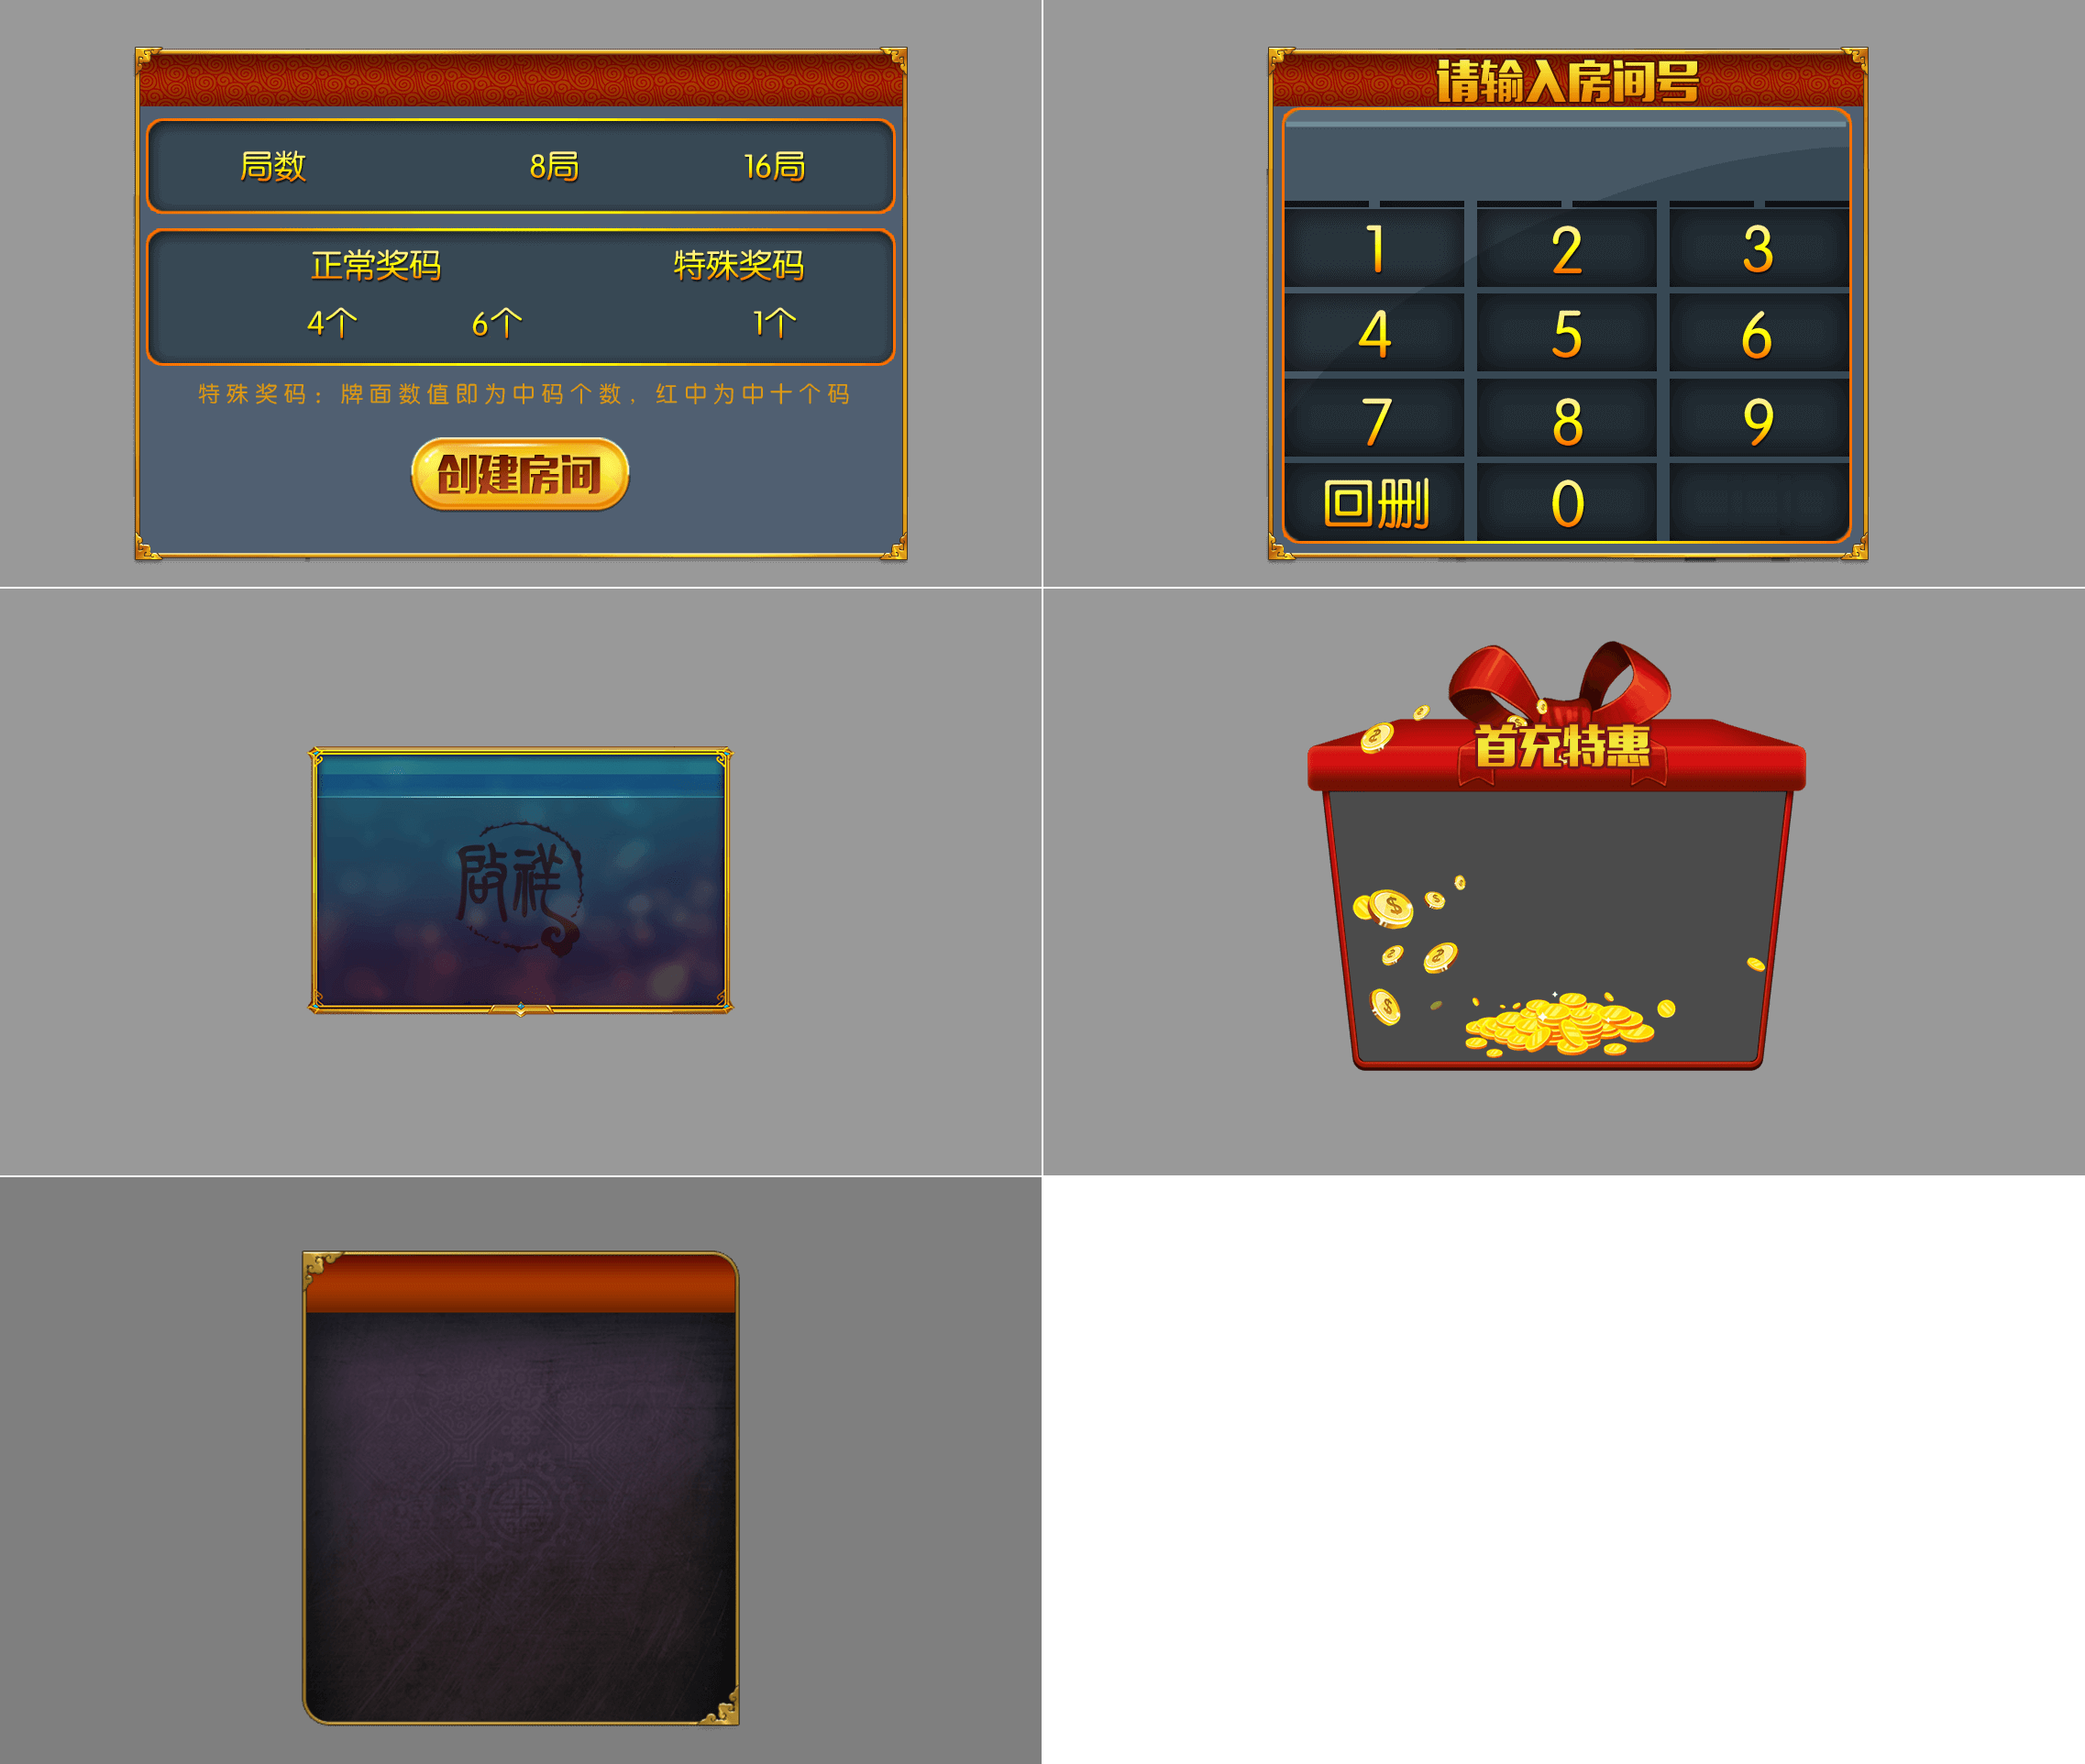 局数 8局 16局
正常奖码 特殊奖码
4个 6个 1个
特殊奖码：牌面数值即为中码个数，红中为中十个码
创建房间
请输入房间号
1 2 3
4 5 6
7 8 9
回删 0
啟祥
首充特惠